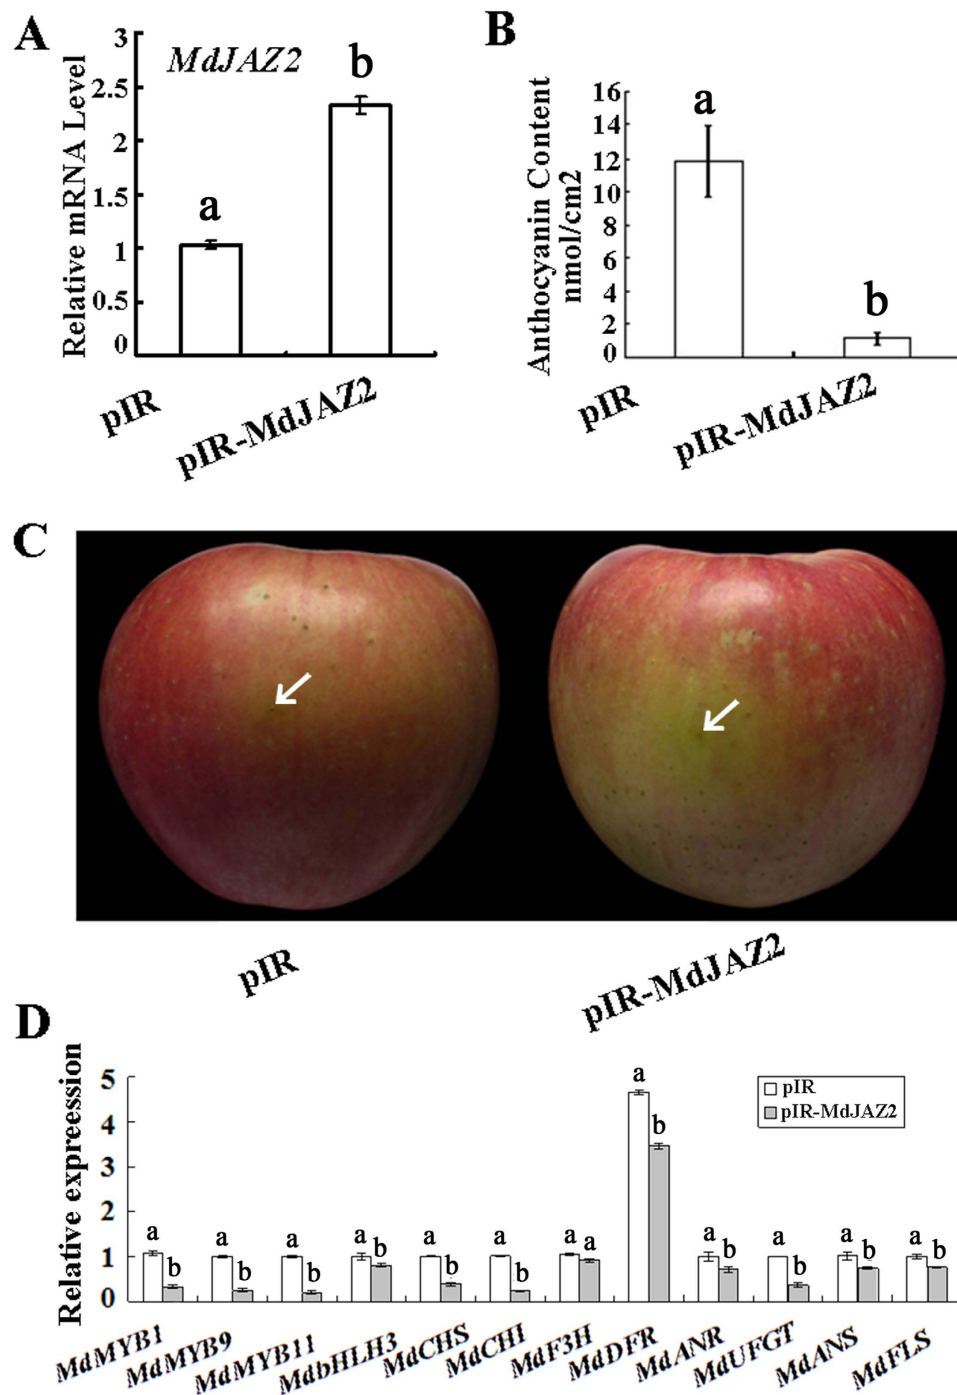 A
Relative mRNA Level
3
2.5
2
1.5
1
0.5
0
MdJAZ2
a
b
pIR
pIR-MdJAZ2
B
Anthocyanin Content
nmol/cm2
16
14
12
10
8
6
4
2
0
a
b
pIR
pIR-MdJAZ2
C
pIR
pIR-MdJAZ2
D
Relative expreession
5
4
3
2
1
0
pIR
pIR-MdJAZ2
a b a b a b a b a b a b a a a b a b a b a b a b
MdMYB1 MdMYB9 MdMYB11 MdbHLH3 MdCHS MdCHI MdF3H MdDFR MdANR MdUFGT MdANS MdFLS